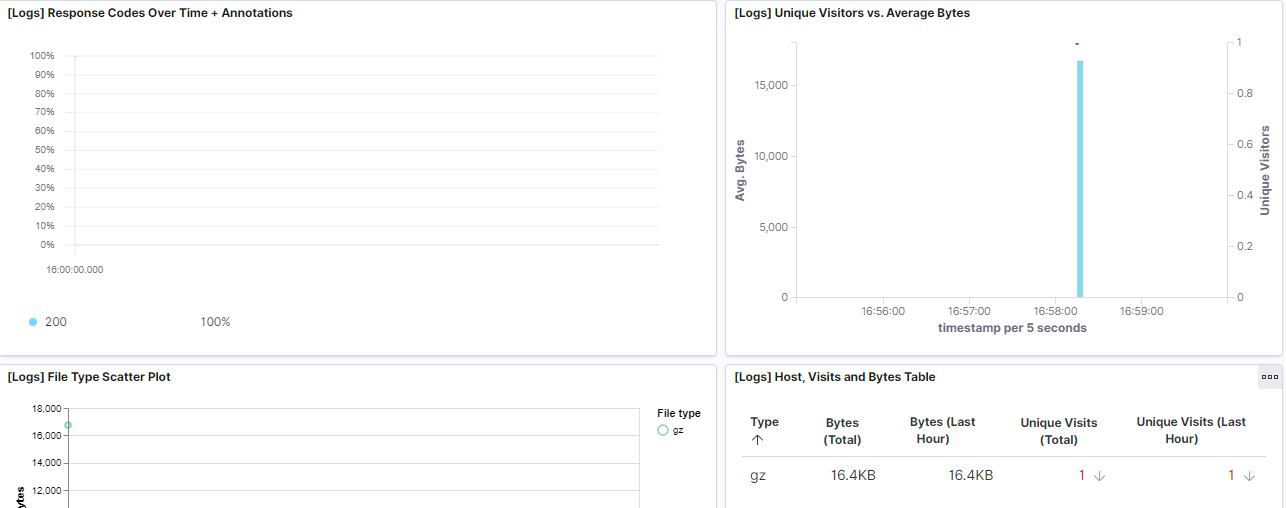 [Logs] Response Codes Over Time + Annotations
100%
90%
80%
70%
60%
50%
40%
30%
20%
10%
0%
16:00:00.000
200 100%
[Logs] Unique Visitors vs. Average Bytes
15,000
10,000
5,000
0
Avg. Bytes
1
0.8
0.6
0.4
0.2
0
Unique Visitors
16:56:00 16:57:00 16:58:00 16:59:00
timestamp per 5 seconds
[Logs] File Type Scatter Plot
18,000
16,000
14,000
12,000
File type
gz
[Logs] Host, Visits and Bytes Table
Type Bytes Bytes (Last Unique Visits Unique Visits (Last
(Total) Hour) (Total) Hour)
gz 16.4KB 16.4KB 1 1